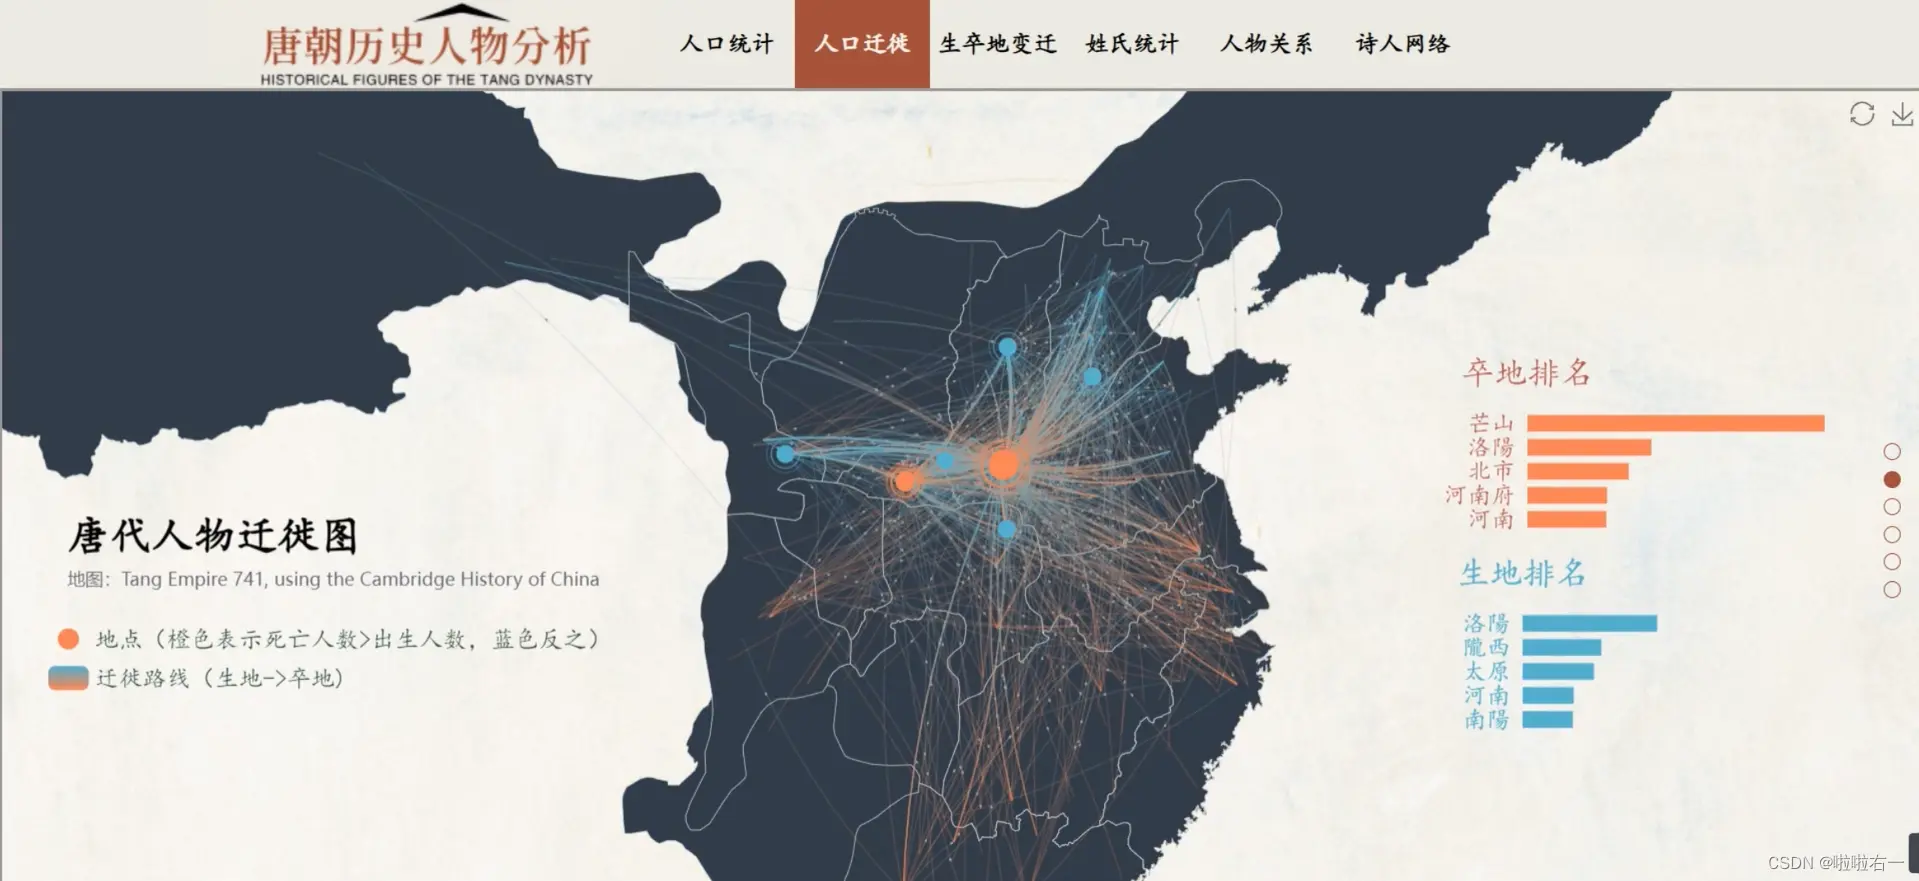 唐朝历史人物分析
HISTORICAL FIGURES OF THE TANG DYNASTY
人口统计 人口迁徙 生卒地变迁 姓氏统计 人物关系 诗人网络
唐代人物迁徙图
地图：Tang Empire 741, using the Cambridge History of China
地点（橙色表示死亡人数>出生人数，蓝色反之）
迁徙路线（生地->卒地)
卒地排名
芒山
洛陽
北市
河南府
河南
生地排名
洛陽
隴西
太原
河南
南陽
CSDN @啦啦右一